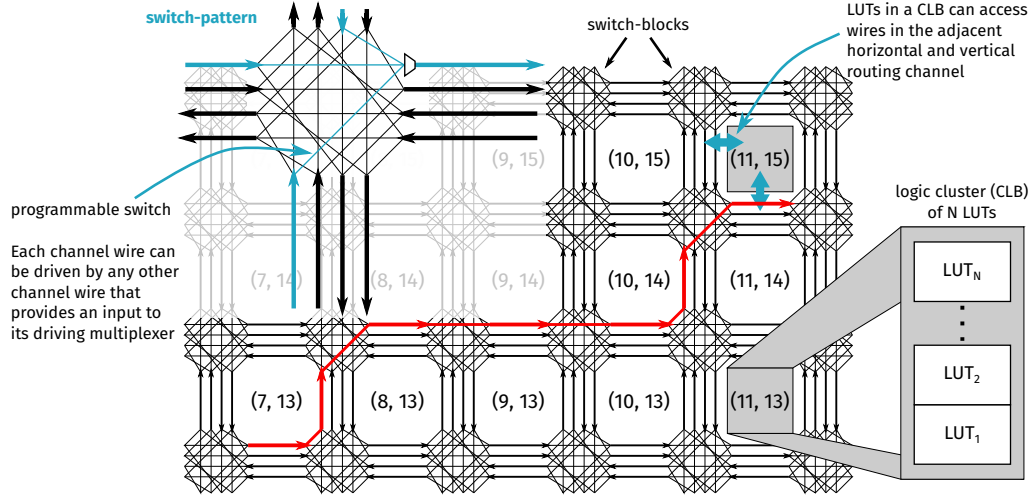 switch-pattern
switch-blocks
LUTs in a CLB can access
wires in the adjacent
horizontal and vertical
routing channel
(9, 15)
(10, 15)
(11, 15)
programmable switch
Each channel wire can
be driven by any other
channel wire that
provides an input to
its driving multiplexer
logic cluster (CLB)
of N LUTs
(7, 14)
(8, 14)
(9, 14)
(10, 14)
(11, 14)
LUT_N
LUT_2
LUT_1
(7, 13)
(8, 13)
(9, 13)
(10, 13)
(11, 13)